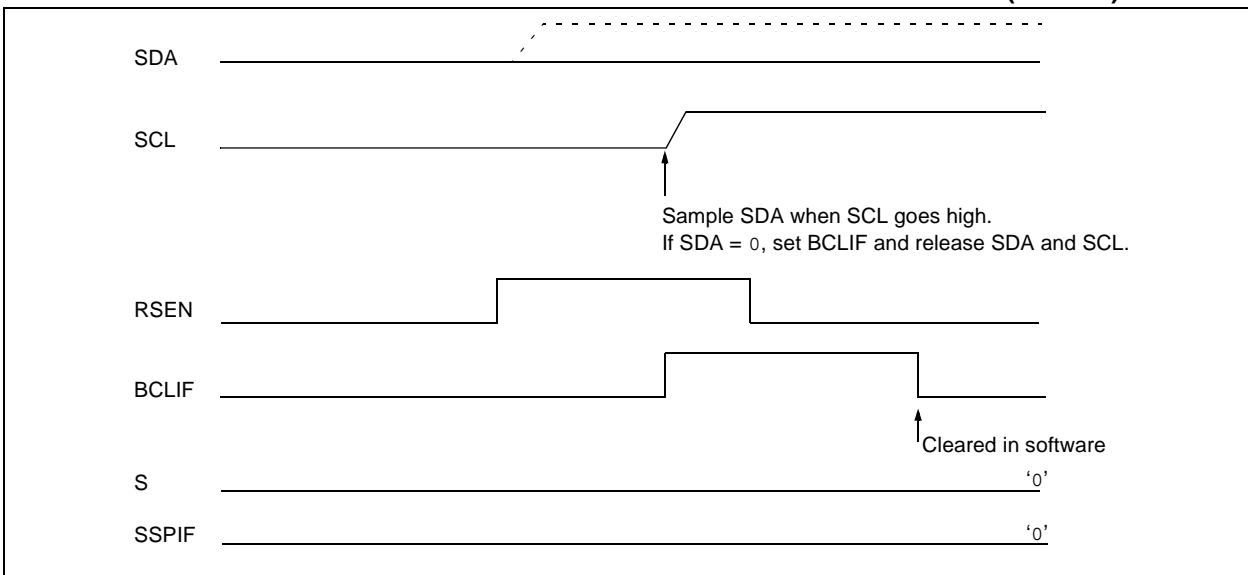 SDA
SCL
Sample SDA when SCL goes high.
If SDA = 0, set BCLIF and release SDA and SCL.
RSEN
BCLIF
Cleared in software
S
‘0’
SSPIF
‘0’